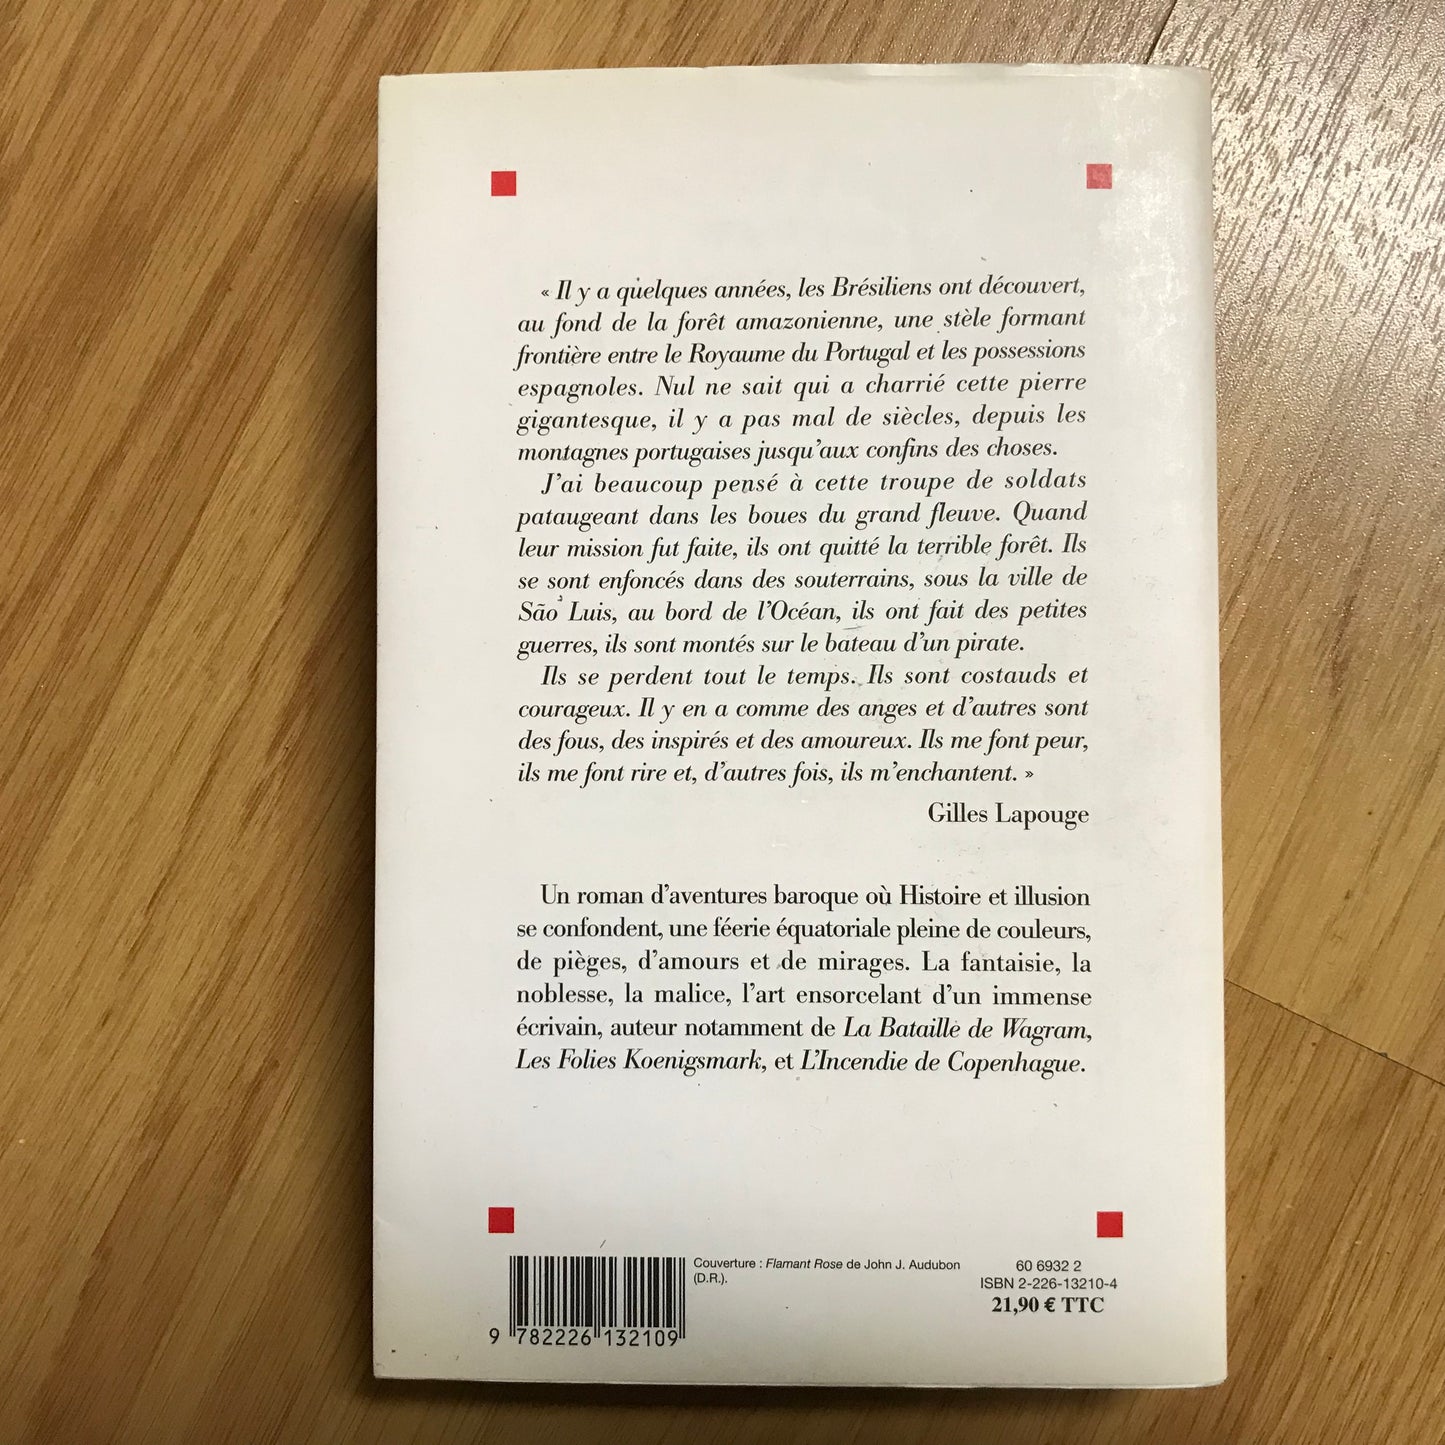 « Il y a quelques années, les Brésiliens ont découvert,
au fond de la forêt amazonienne, une stèle formant
frontière entre le Royaume du Portugal et les possessions
espagnoles. Nul ne sait qui a charrié cette pierre
gigantesque, il y a pas mal de siècles, depuis les
montagnes portugaises jusqu'aux confins des choses.
J'ai beaucoup pensé à cette troupe de soldats
pataugeant dans les boues du grand fleuve. Quand
leur mission fut faite, ils ont quitté la terrible forêt. Ils
se sont enfoncés dans des souterrains, sous la ville de
São Luis, au bord de l'Océan, ils ont fait des petites
guerres, ils sont montés sur le bateau d'un pirate.
Ils se perdent tout le temps. Ils sont costauds et
courageux. Il y en a comme des anges et d'autres sont
des fous, des inspirés et des amoureux. Ils me font peur,
ils me font rire et, d'autres fois, ils m'enchantent. »
Gilles Lapouge
Un roman d'aventures baroque où Histoire et illusion
se confondent, une féerie équatoriale pleine de couleurs,
de pièges, d'amours et de mirages. La fantaisie, la
noblesse, la malice, l'art ensorcelant d'un immense
écrivain, auteur notamment de La Bataille de Wagram,
Les Folies Koenigsmark, et L'Incendie de Copenhague.
Couverture : Flamant Rose de John J. Audubon
(D.R.).
60 6932 2
ISBN 2-226-13210-4
21,90 € TTC
9 782226 132109